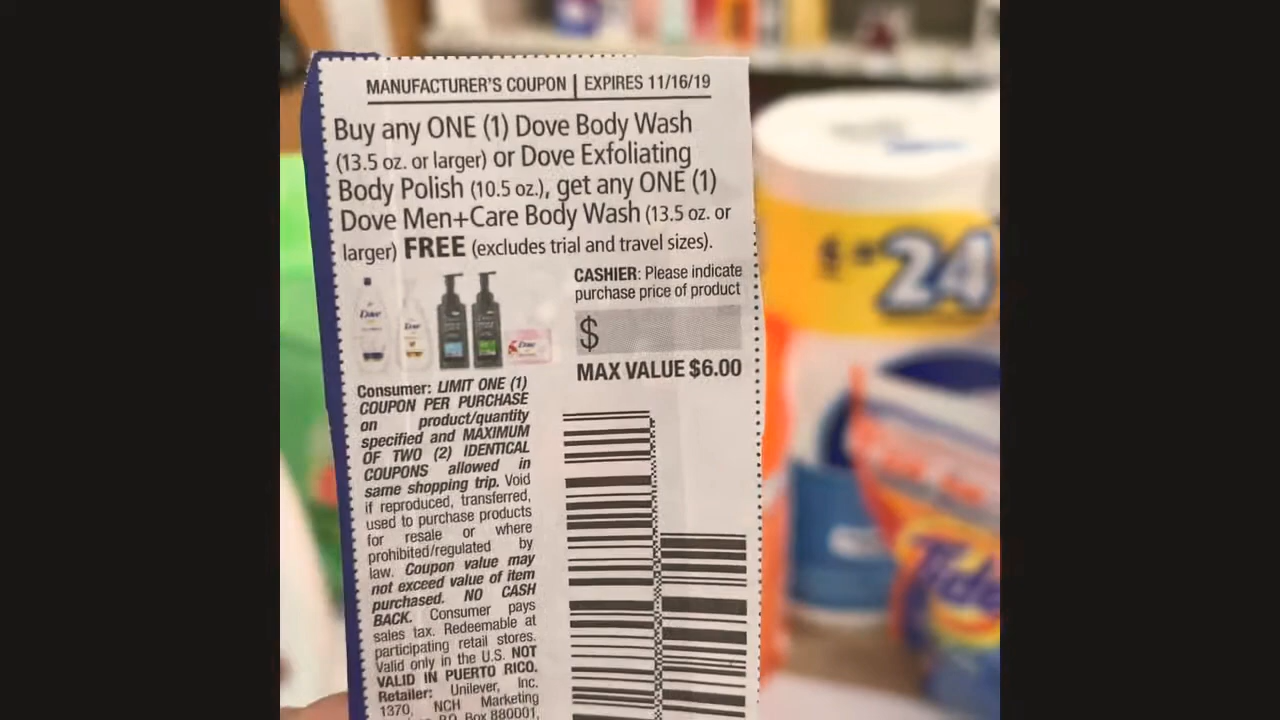 MANUFACTURER'S COUPON | EXPIRES 11/16/19
Buy any ONE (1) Dove Body Wash
(13.5 oz. or larger) or Dove Exfoliating
Body Polish (10.5 oz.), get any ONE (1)
Dove Men+Care Body Wash (13.5 oz. or
larger) FREE (excludes trial and travel sizes).
CASHIER: Please indicate
purchase price of product
$
MAX VALUE $6.00
Dove
Dove
Dove
Consumer: LIMIT ONE (1)
COUPON PER PURCHASE
on product/quantity
specified and MAXIMUM
OF TWO (2) IDENTICAL
COUPONS allowed in
same shopping trip. Void
if reproduced, transferred,
used to purchase products
for resale or where
prohibited/regulated by
law. Coupon value may
not exceed value of item
purchased. NO CASH
BACK. Consumer pays
sales tax. Redeemable at
participating retail stores.
Valid only in the U.S. NOT
VALID IN PUERTO RICO.
Retailer: Unilever, Inc.
1370, NCH Marketing
P.O. Box 880001,
24
Tide